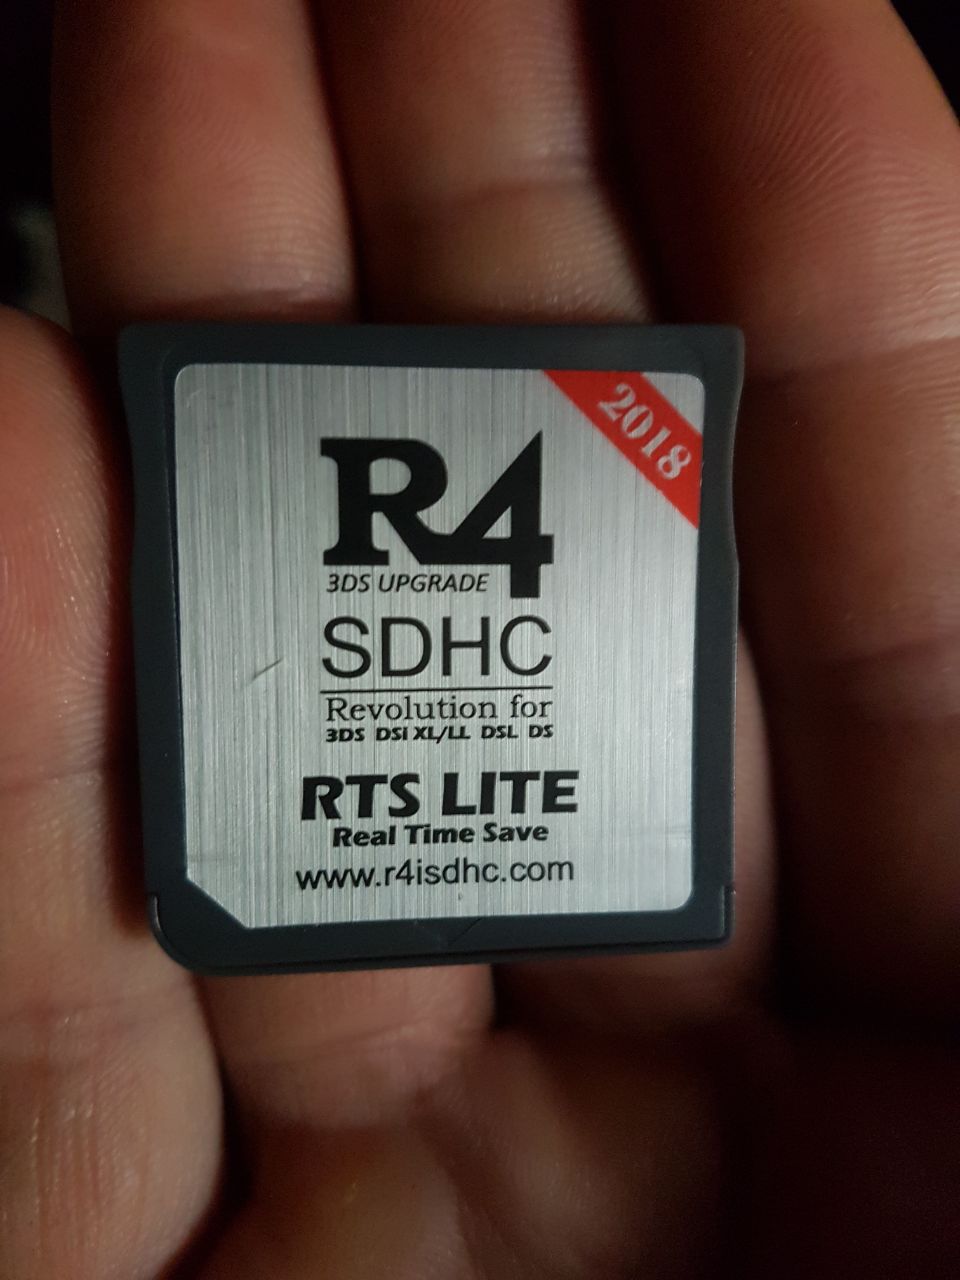 2018
R4
3DS UPGRADE
SDHC
Revolution for
3DS DSi XL/LL DSL DS
RTS LITE
Real Time Save
www.r4isdhc.com